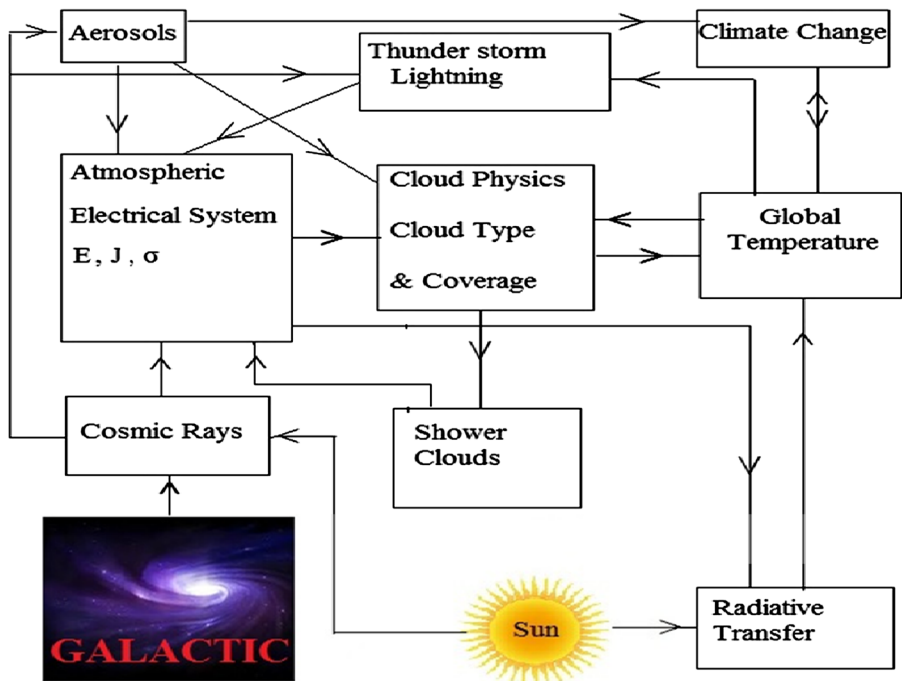 Aerosols
Climate Change
Thunder storm
Lightning
Atmospheric
Electrical System
E , J , σ
Cloud Physics
Cloud Type
& Coverage
Global
Temperature
Cosmic Rays
Shower
Clouds
GALACTIC
Sun
Radiative
Transfer